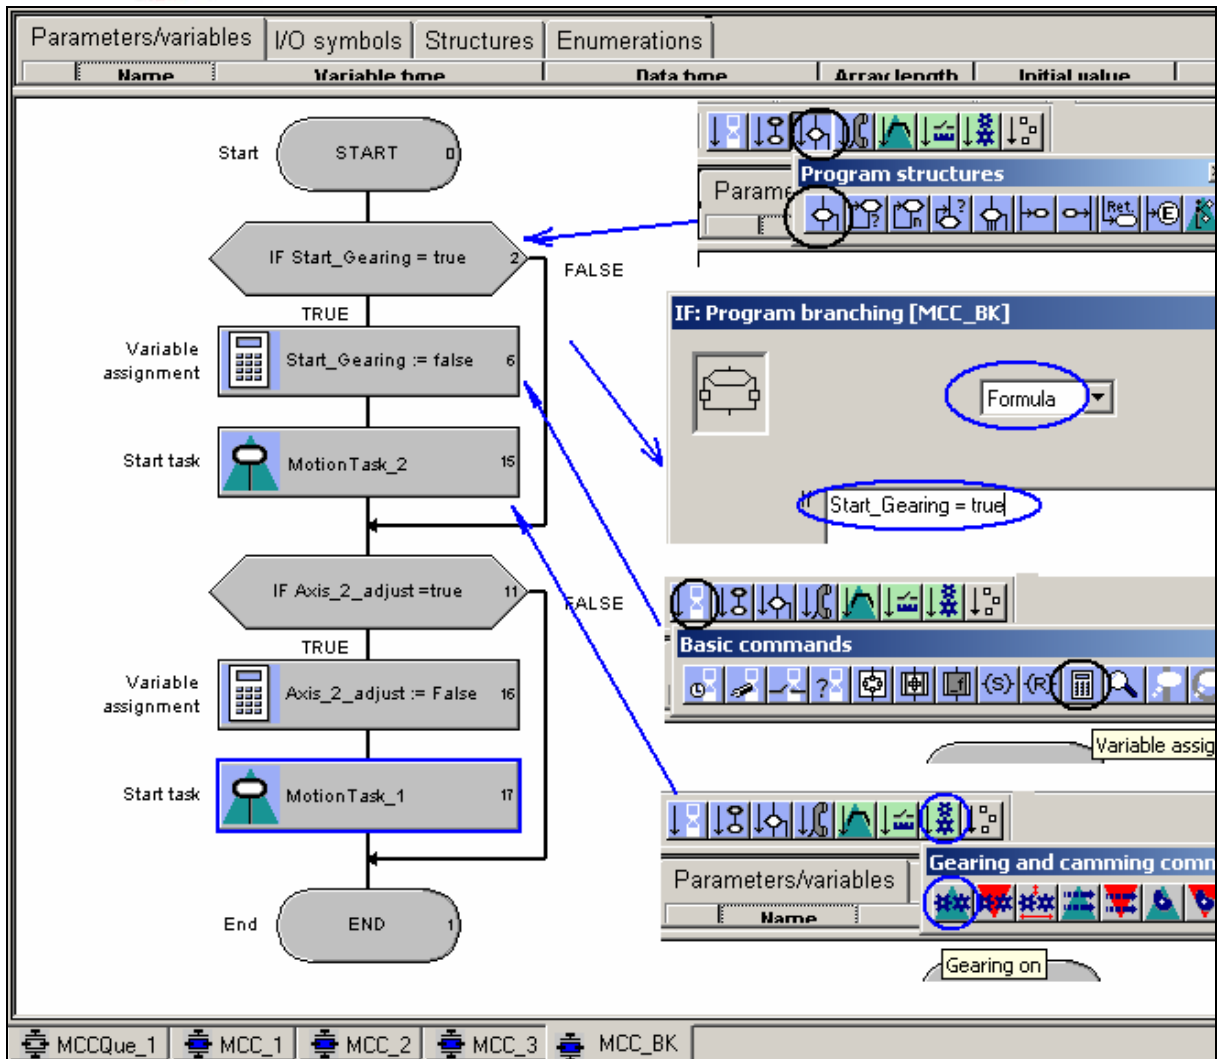 Parameters/variables I/O symbols Structures Enumerations
Name Variable type Data type Array length Initial value
Start START 0
IF Start_Gearing = true 2
FALSE
TRUE
Variable assignment
Start_Gearing := false 6
Start task
MotionTask_2 15
IF Axis_2_adjust =true 11
FALSE
TRUE
Variable assignment
Axis_2_adjust := False 16
Start task
MotionTask_1 17
End END 1
Program structures
Parame
? n ? Ret. E
IF: Program branching [MCC_BK]
Formula
Start_Gearing = true
Basic commands
? f (S) (R)
Variable assig
Gearing and camming comm
Parameters/variables
Name
Gearing on
MCCQue_1 MCC_1 MCC_2 MCC_3 MCC_BK